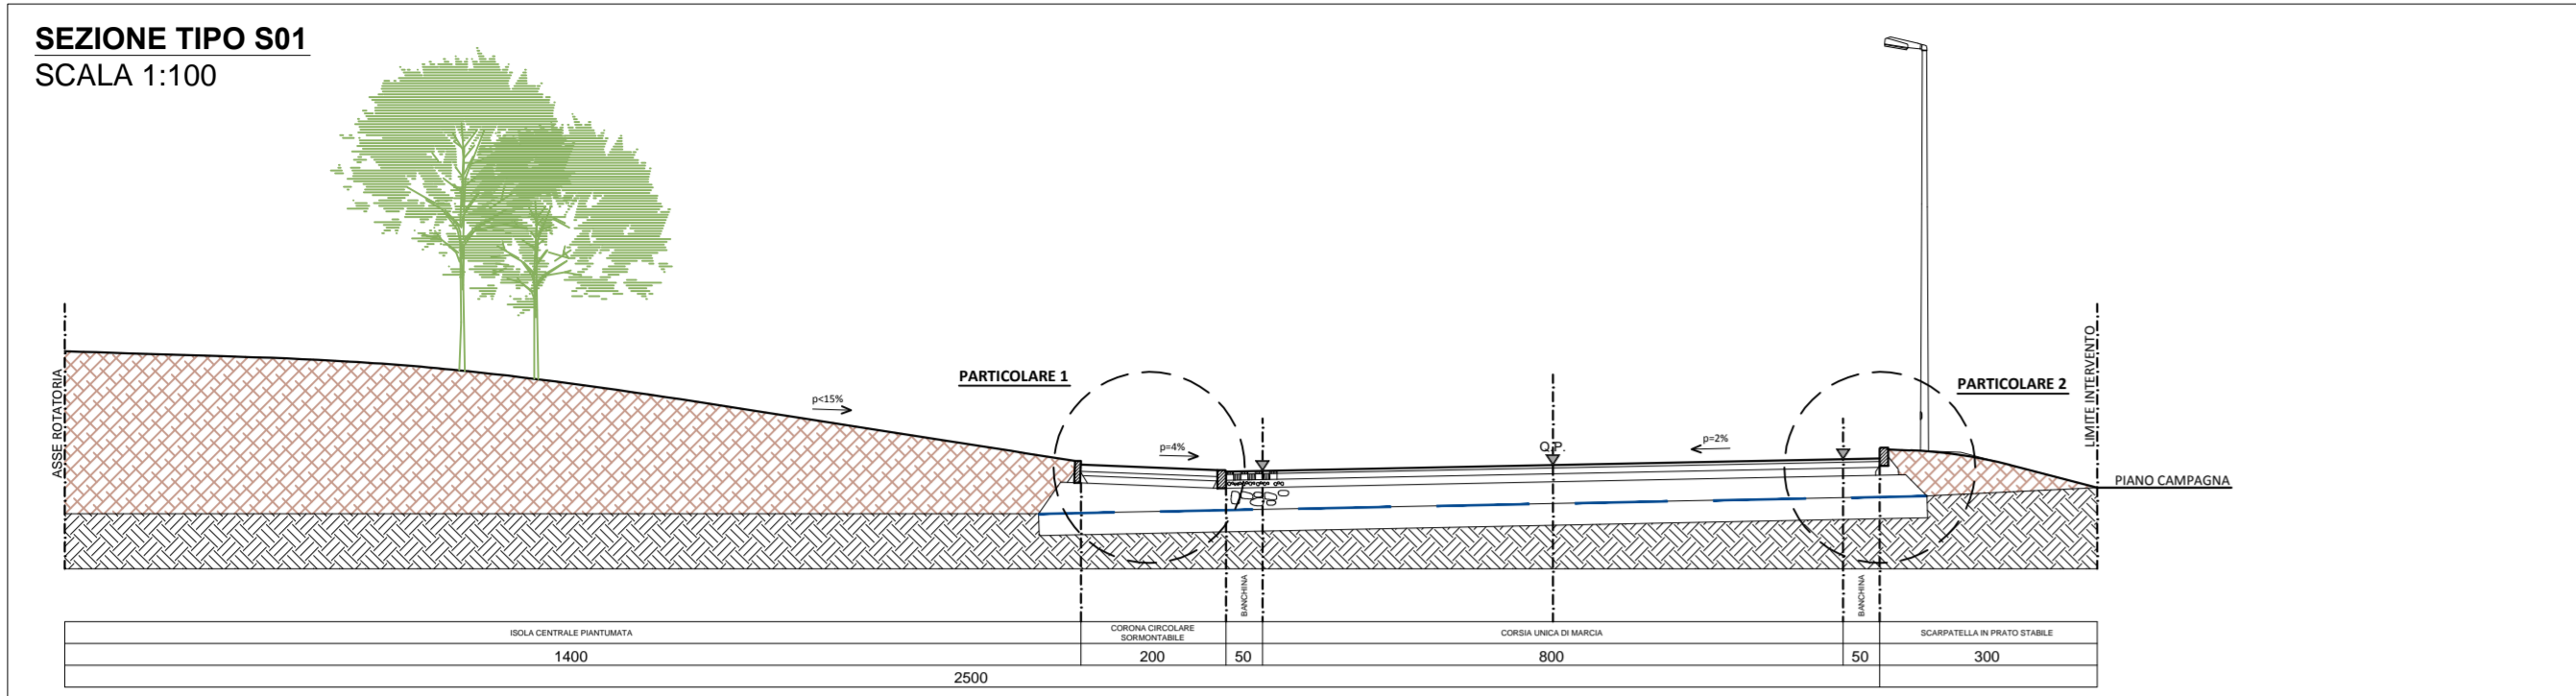 SEZIONE TIPO S01
SCALA 1:100
ASSE ROTATORIA
p<15%
PARTICOLARE 1
p=4%
Q.P.
p=2%
PARTICOLARE 2
LIMITE INTERVENTO
PIANO CAMPAGNA
BANCHINA
BANCHINA
ISOLA CENTRALE PIANTUMATA
CORONA CIRCOLARE
SORMONTABILE
CORSIA UNICA DI MARCIA
SCARPATELLA IN PRATO STABILE
1400
200
50
800
50
300
2500